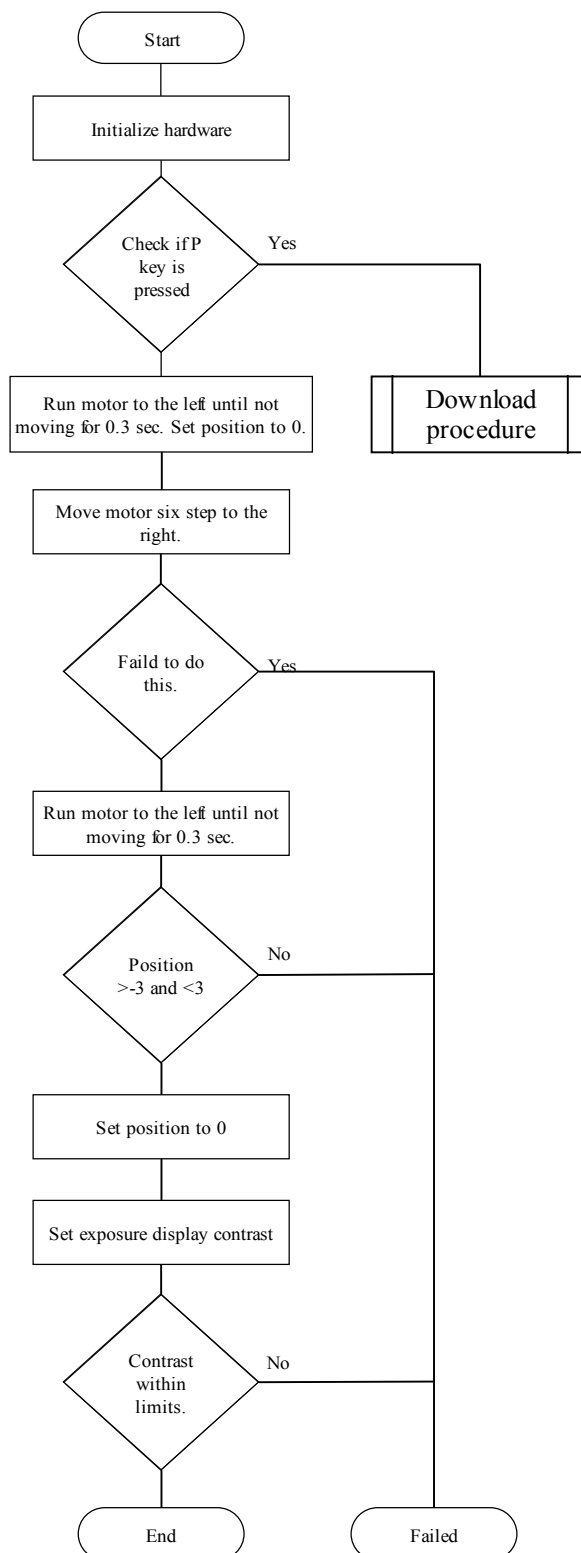 Start
Initialize hardware
Check if P
key is
pressed
Yes
Run motor to the left until not
moving for 0.3 sec. Set position to 0.
Download
procedure
Move motor six step to the
right.
Faild to do
this.
Yes
Run motor to the left until not
moving for 0.3 sec.
Position
>-3 and <3
No
Set position to 0
Set exposure display contrast
Contrast
within
limits.
No
End
Failed